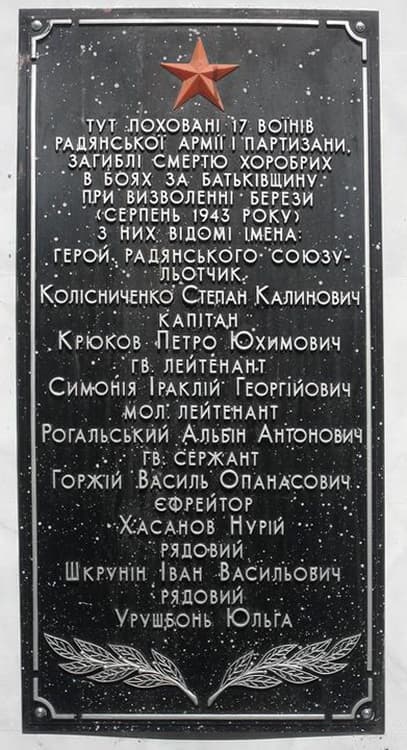 ТУТ ПОХОВАНІ 17 ВОЇНІВ
РАДЯНСЬКОЇ АРМІЇ І ПАРТИЗАНИ,
ЗАГИБЛІ СМЕРТЮ ХОРОБРИХ
В БОЯХ ЗА БАТЬКІВЩИНУ
ПРИ ВИЗВОЛЕННІ БЕРЕЗИ
(СЕРПЕНЬ 1943 РОКУ)
З НИХ ВІДОМІ ІМЕНА:
ГЕРОЙ РАДЯНСЬКОГО СОЮЗУ-
ЛЬОТЧИК
КОЛІСНИЧЕНКО СТЕПАН КАЛИНОВИЧ
КАПІТАН
КРЮКОВ ПЕТРО ЮХИМОВИЧ
ГВ. ЛЕЙТЕНАНТ
СИМОНІЯ ІРАКЛІЙ ГЕОРГІЙОВИЧ
МОЛ. ЛЕЙТЕНАНТ
РОГАЛЬСЬКИЙ АЛЬБІН АНТОНОВИЧ
ГВ. СЕРЖАНТ
ГОРЖІЙ ВАСИЛЬ ОПАНАСОВИЧ
ЄФРЕЙТОР
ХАСАНОВ НУРІЙ
РЯДОВИЙ
ШКРУНІН ІВАН ВАСИЛЬОВИЧ
РЯДОВИЙ
УРУШБОНЬ ЮЛЬГА